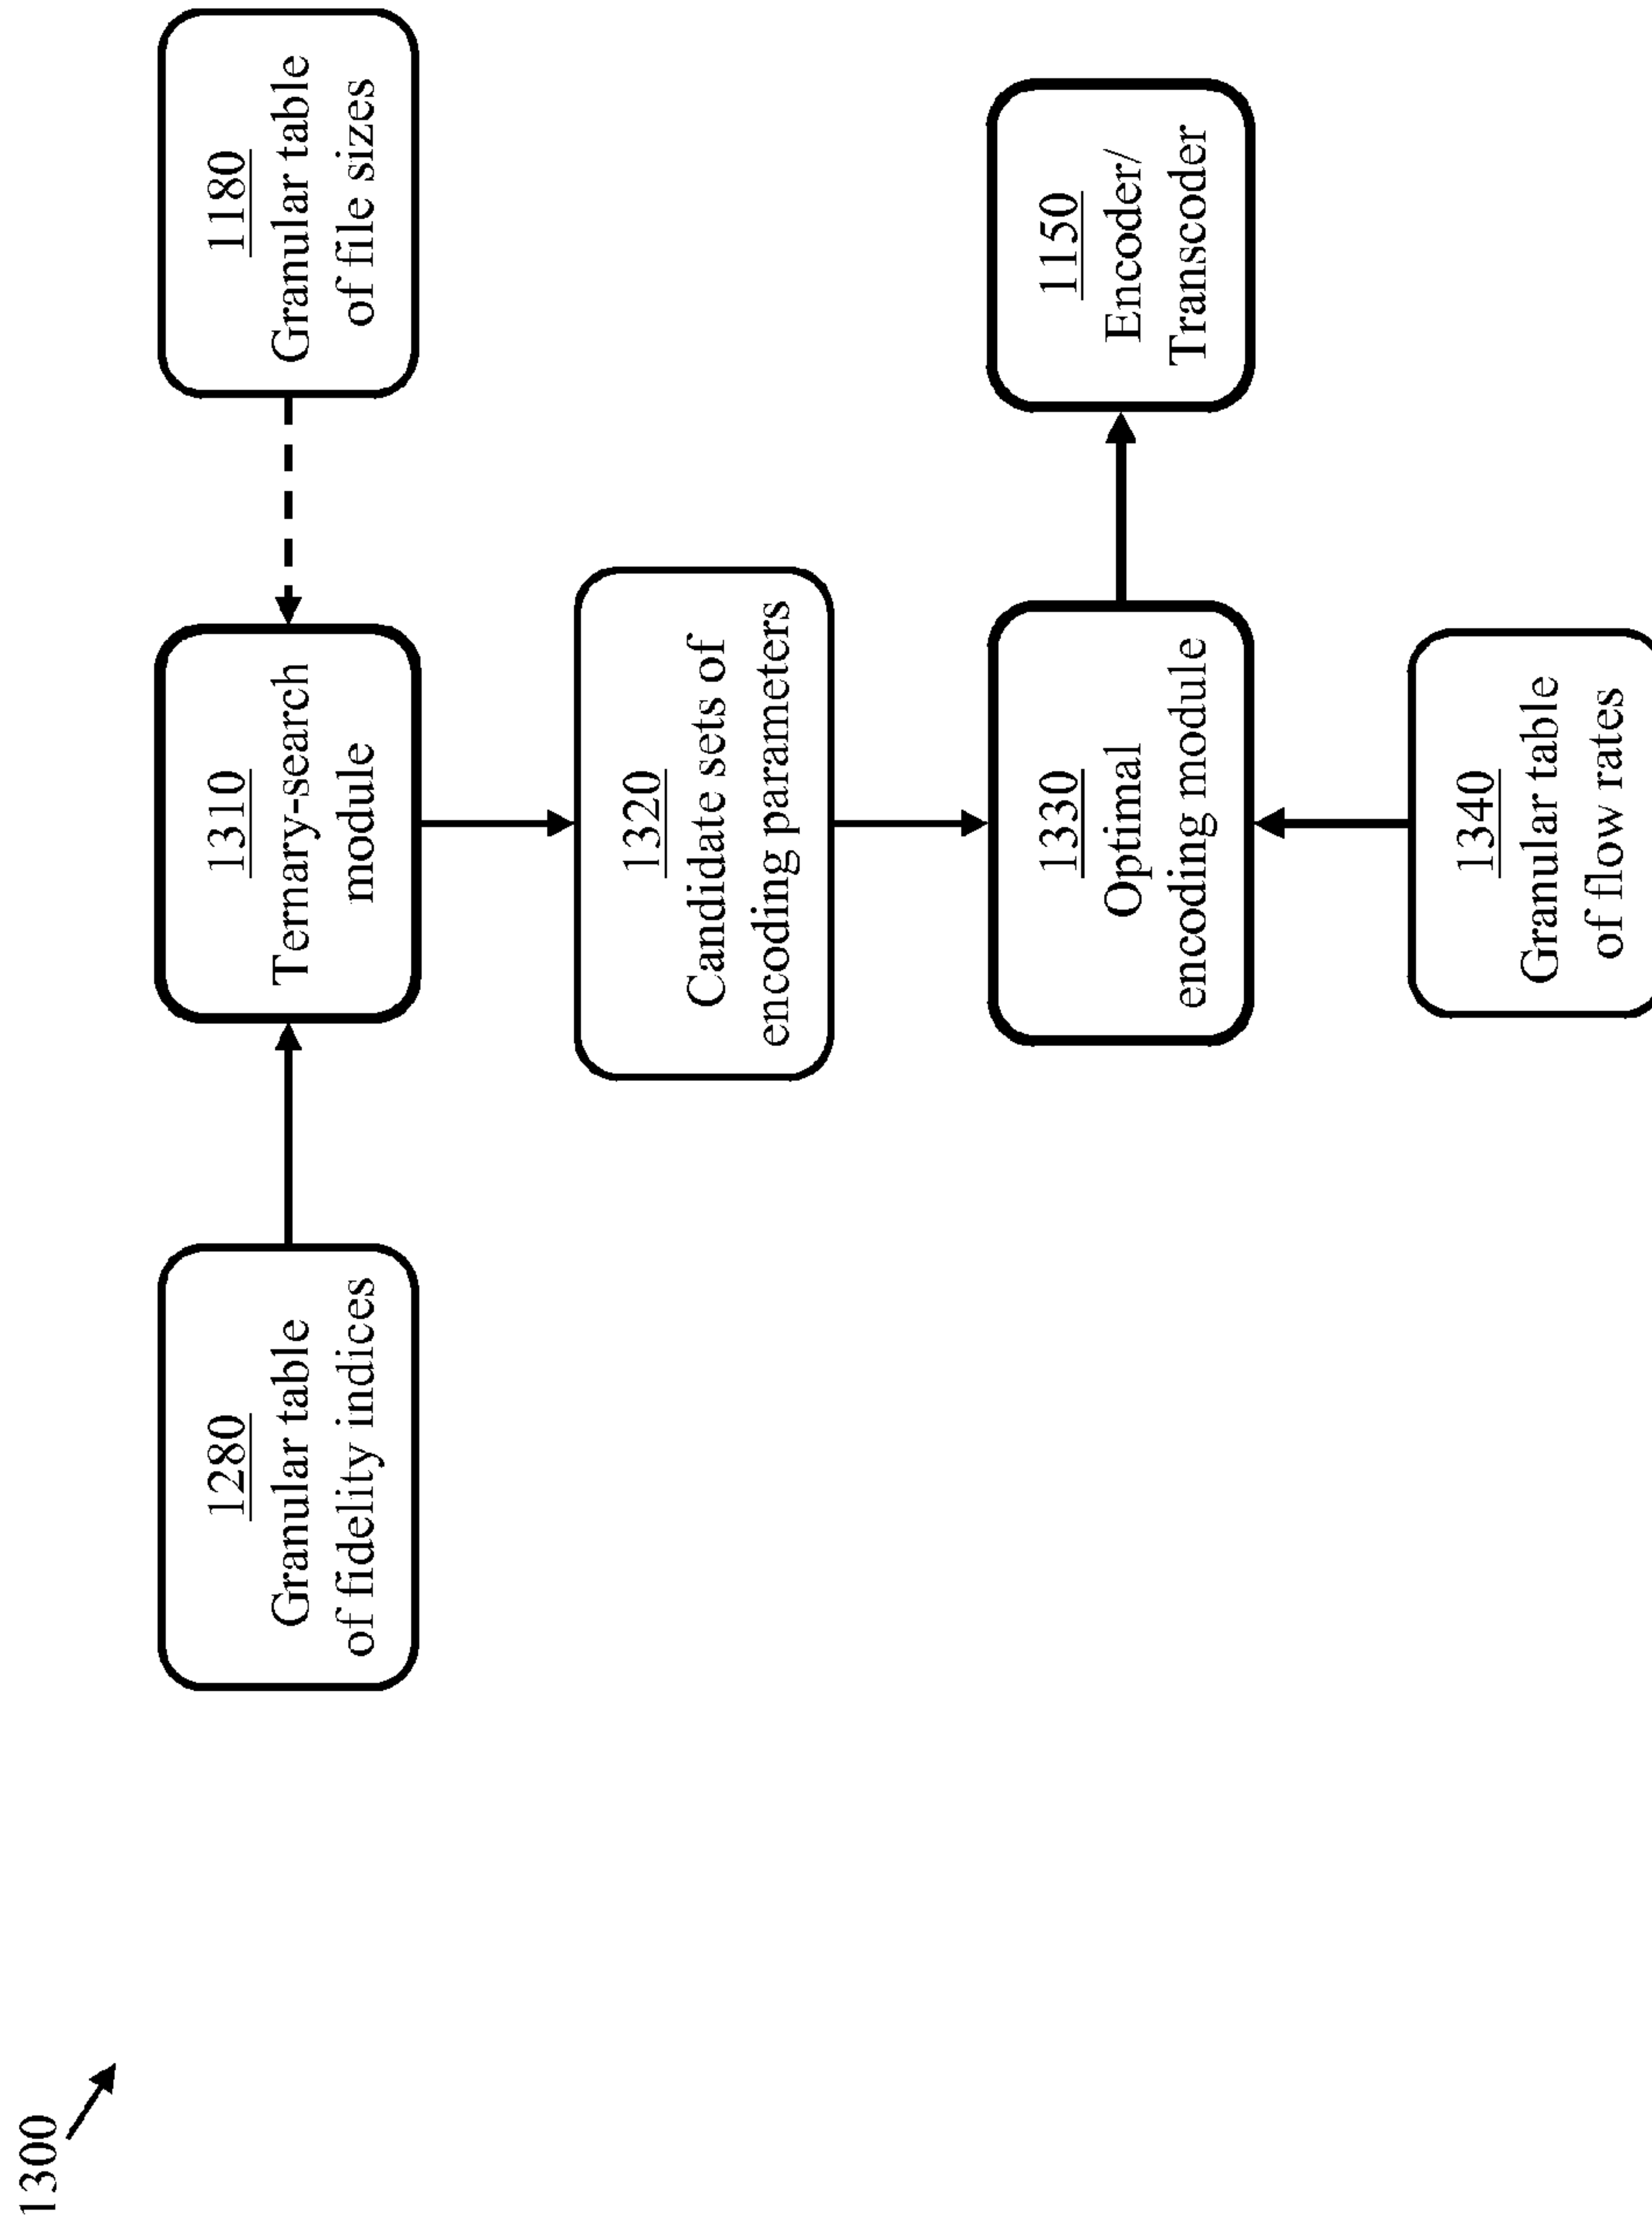 1300
1280
Granular table
of fidelity indices
1310
Ternary-search
module
1180
Granular table
of file sizes
1320
Candidate sets of
encoding parameters
1330
Optimal
encoding module
1150
Encoder/
Transcoder
1340
Granular table
of flow rates